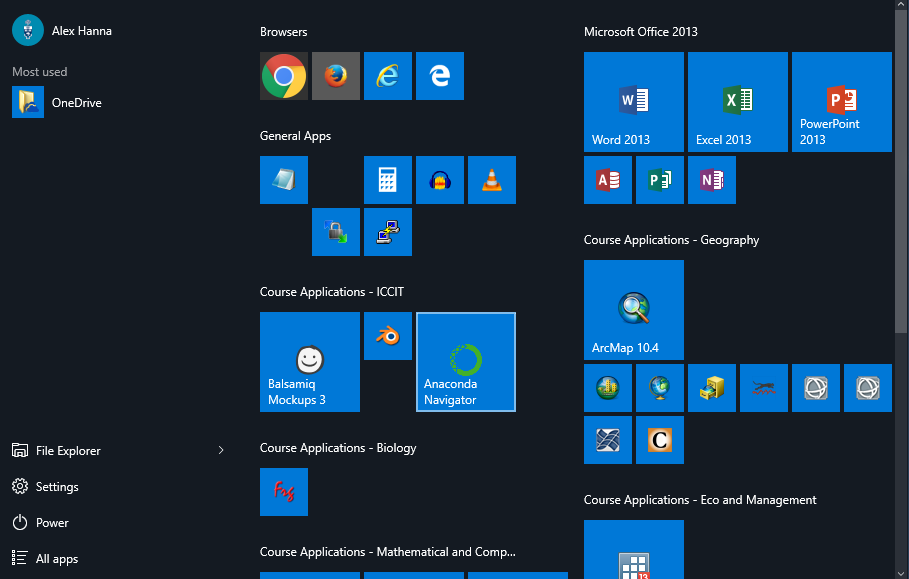 Alex Hanna
Most used
OneDrive
File Explorer
Settings
Power
All apps
Browsers
General Apps
Course Applications - ICCIT
Balsamiq
Mockups 3
Anaconda
Navigator
Course Applications - Biology
Frg
Course Applications - Mathematical and Comp...
Microsoft Office 2013
W
Word 2013
X
Excel 2013
P
PowerPoint
2013
A
P
N
Course Applications - Geography
ArcMap 10.4
C
Course Applications - Eco and Management
13